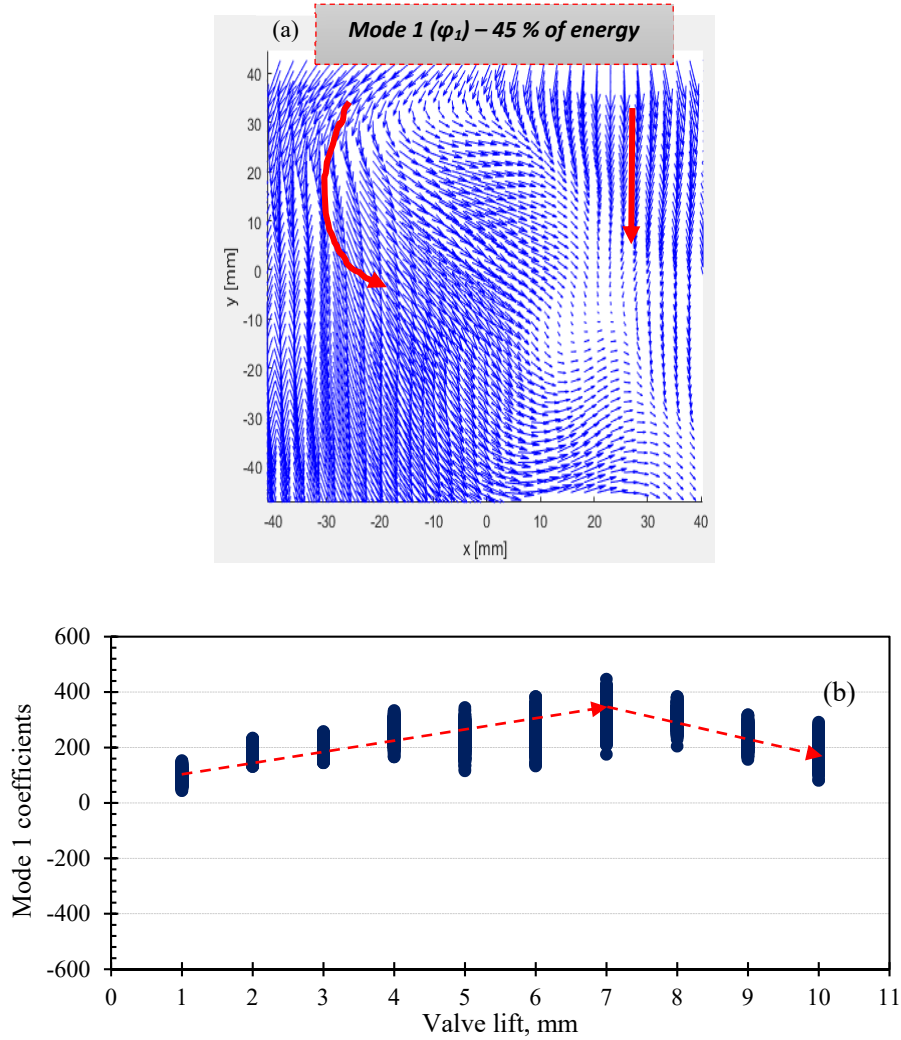 (a)
Mode 1 (φ1) – 45 % of energy
40
30
20
10
0
-10
-20
-30
-40
y [mm]
-40 -30 -20 -10 0 10 20 30 40
x [mm]
600
400
200
0
-200
-400
-600
Mode 1 coefficients
(b)
0 1 2 3 4 5 6 7 8 9 10 11
Valve lift, mm